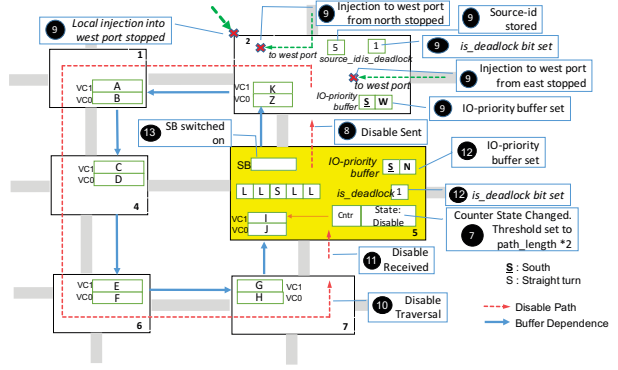 9
Local injection into
west port stopped
9
Injection to west port
from north stopped
9
Source-id
stored
2
5
source_id
1
is_deadlock
9
is_deadlock bit set
to west port
9
Injection to west port
from east stopped
to west port
IO-priority
buffer
S W
9
IO-priority buffer set
1
VC1
VC0
A
B
VC1
VC0
K
Z
13
SB switched
on
8
Disable Sent
12
IO-priority
buffer set
SB
IO-priority
buffer
S N
L L S L L
is_deadlock
1
12
is_deadlock bit set
VC1
VC0
I
J
Cntr
State:
Disable
5
Counter State Changed.
7
Threshold set to
path_length *2
VC1
VC0
C
D
4
11
Disable
Received
10
Disable
Traversal
VC1
VC0
E
F
6
G
H
VC1
VC0
7
S : South
S : Straight turn
Disable Path
Buffer Dependence